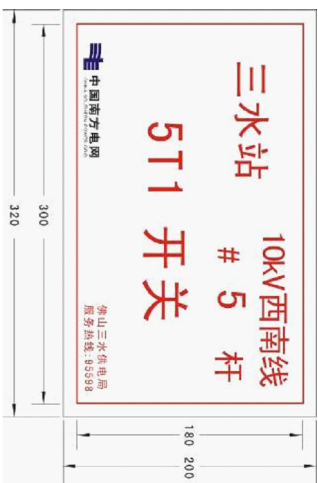 中国南方电网
三水站 10kV西南线
# 5 杆
5T1 开关
佛山三水供电局
服务热线:95598
300
320
180
200